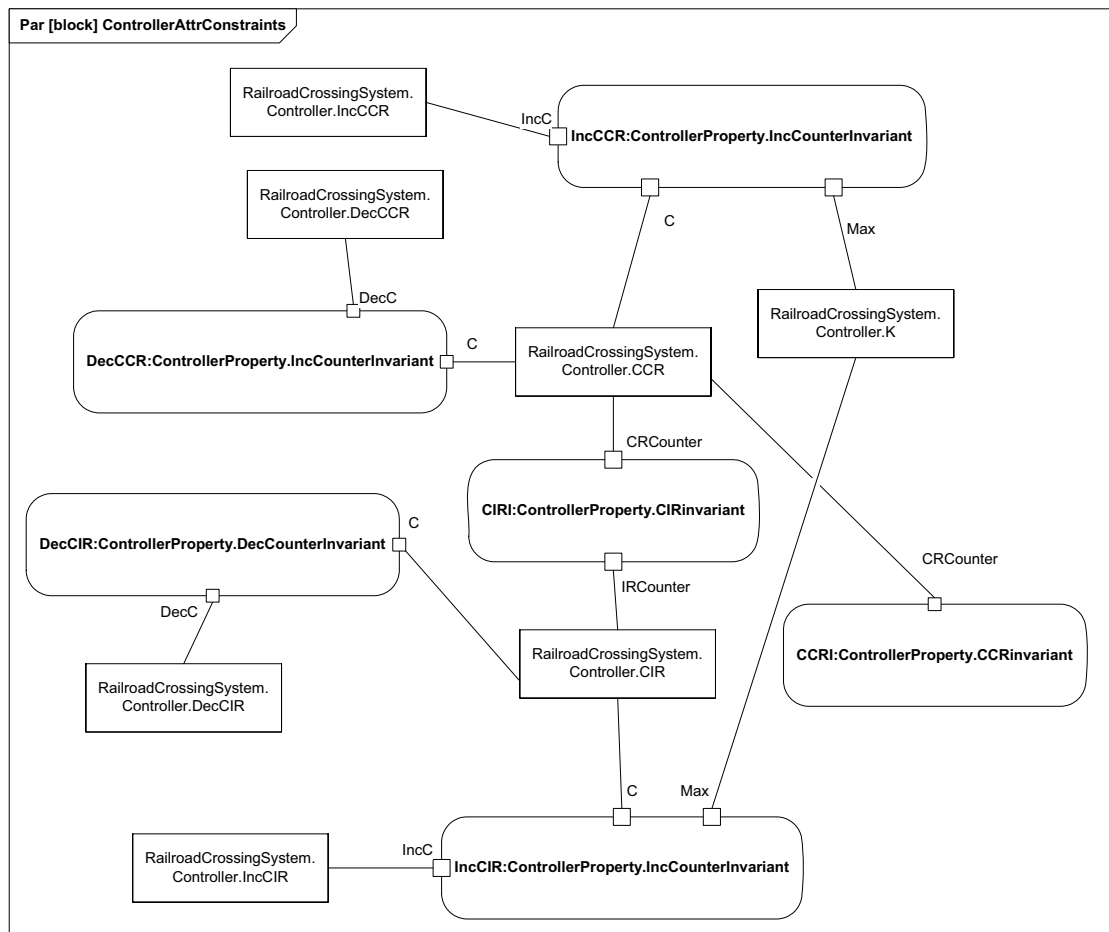 Par [block] ControllerAttrConstraints
RailroadCrossingSystem.
Controller.IncCCR
IncC
IncCCR:ControllerProperty.IncCounterInvariant
RailroadCrossingSystem.
Controller.DecCCR
C
Max
DecC
RailroadCrossingSystem.
Controller.K
DecCCR:ControllerProperty.IncCounterInvariant
C
RailroadCrossingSystem.
Controller.CCR
CRCounter
CIRI:ControllerProperty.CIRinvariant
C
DecCIR:ControllerProperty.DecCounterInvariant
CRCounter
IRCounter
DecC
RailroadCrossingSystem.
Controller.CIR
CCRI:ControllerProperty.CCRinvariant
RailroadCrossingSystem.
Controller.DecCIR
C
Max
IncC
RailroadCrossingSystem.
Controller.IncCIR
IncCIR:ControllerProperty.IncCounterInvariant